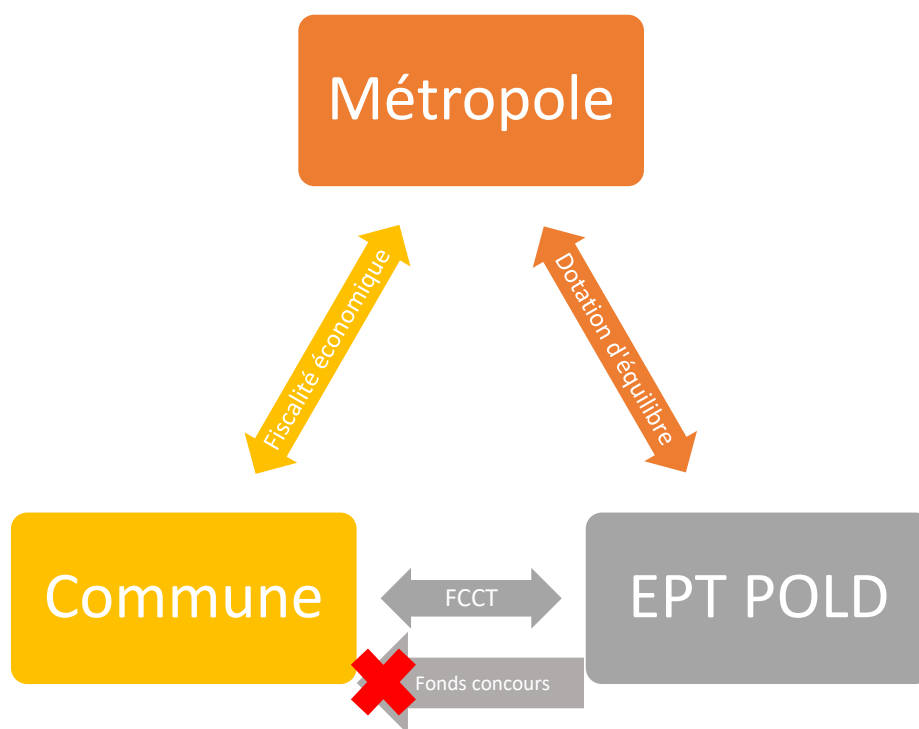 Métropole
Fiscalité économique
Dotation d'équilibre
Commune
FCCT
EPT POLD
Fonds concours